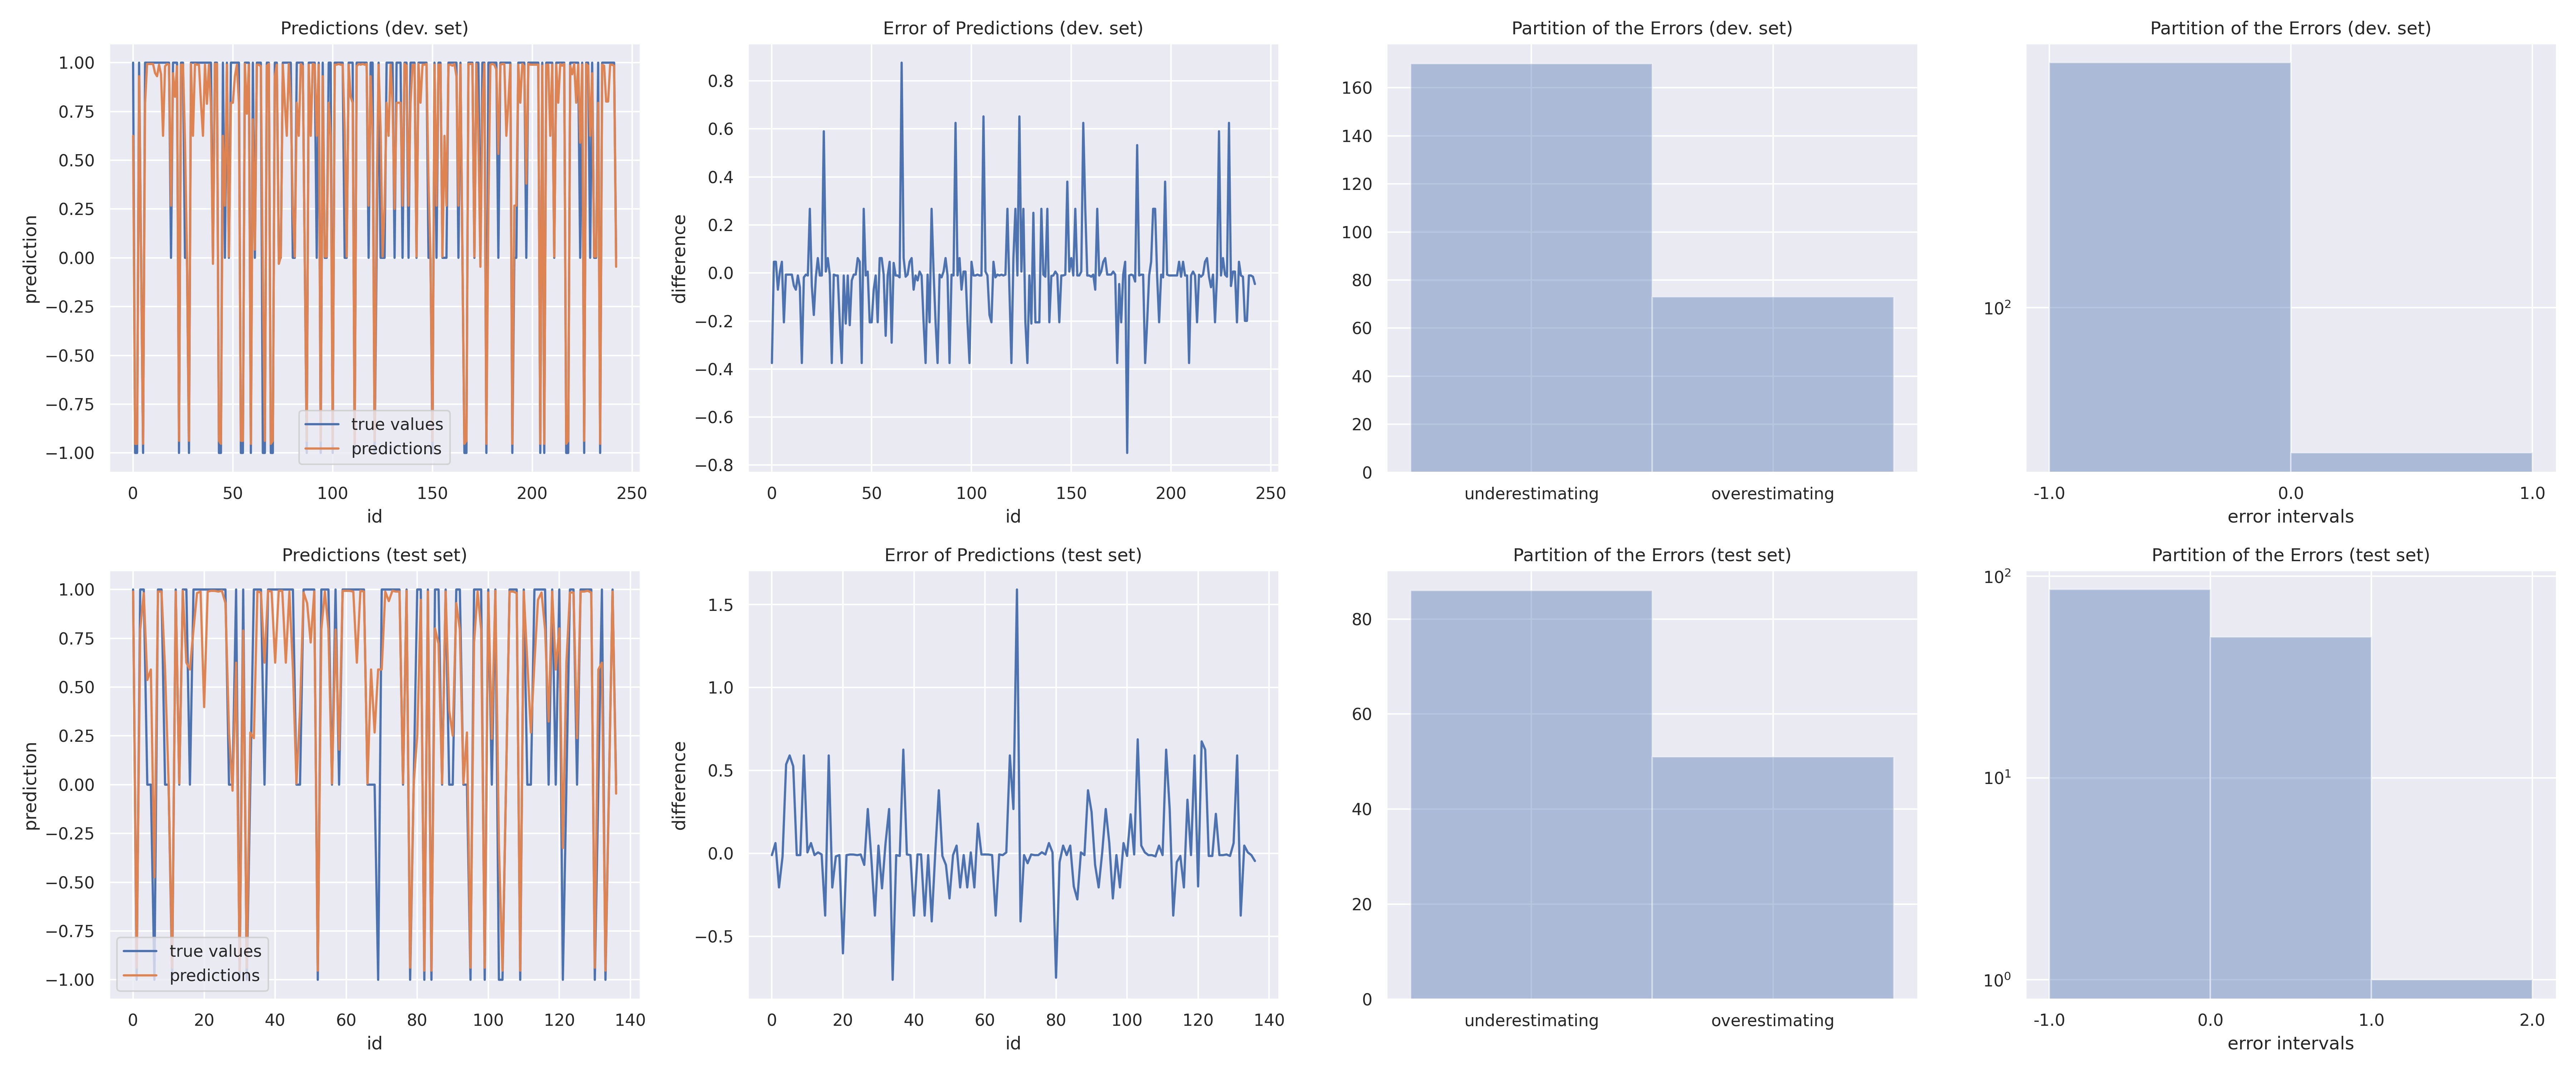 Predictions (dev. set)
prediction
1.00
0.75
0.50
0.25
0.00
−0.25
−0.50
−0.75
−1.00
true values
predictions
0 50 100 150 200 250
id
Error of Predictions (dev. set)
difference
0.8
0.6
0.4
0.2
0.0
−0.2
−0.4
−0.6
−0.8
0 50 100 150 200 250
id
Partition of the Errors (dev. set)
160
140
120
100
80
60
40
20
0
underestimating overestimating
Partition of the Errors (dev. set)
10²
-1.0 0.0 1.0
error intervals
Predictions (test set)
prediction
1.00
0.75
0.50
0.25
0.00
−0.25
−0.50
−0.75
−1.00
true values
predictions
0 20 40 60 80 100 120 140
id
Error of Predictions (test set)
difference
1.5
1.0
0.5
0.0
−0.5
0 20 40 60 80 100 120 140
id
Partition of the Errors (test set)
80
60
40
20
0
underestimating overestimating
Partition of the Errors (test set)
10²
10¹
10⁰
-1.0 0.0 1.0 2.0
error intervals